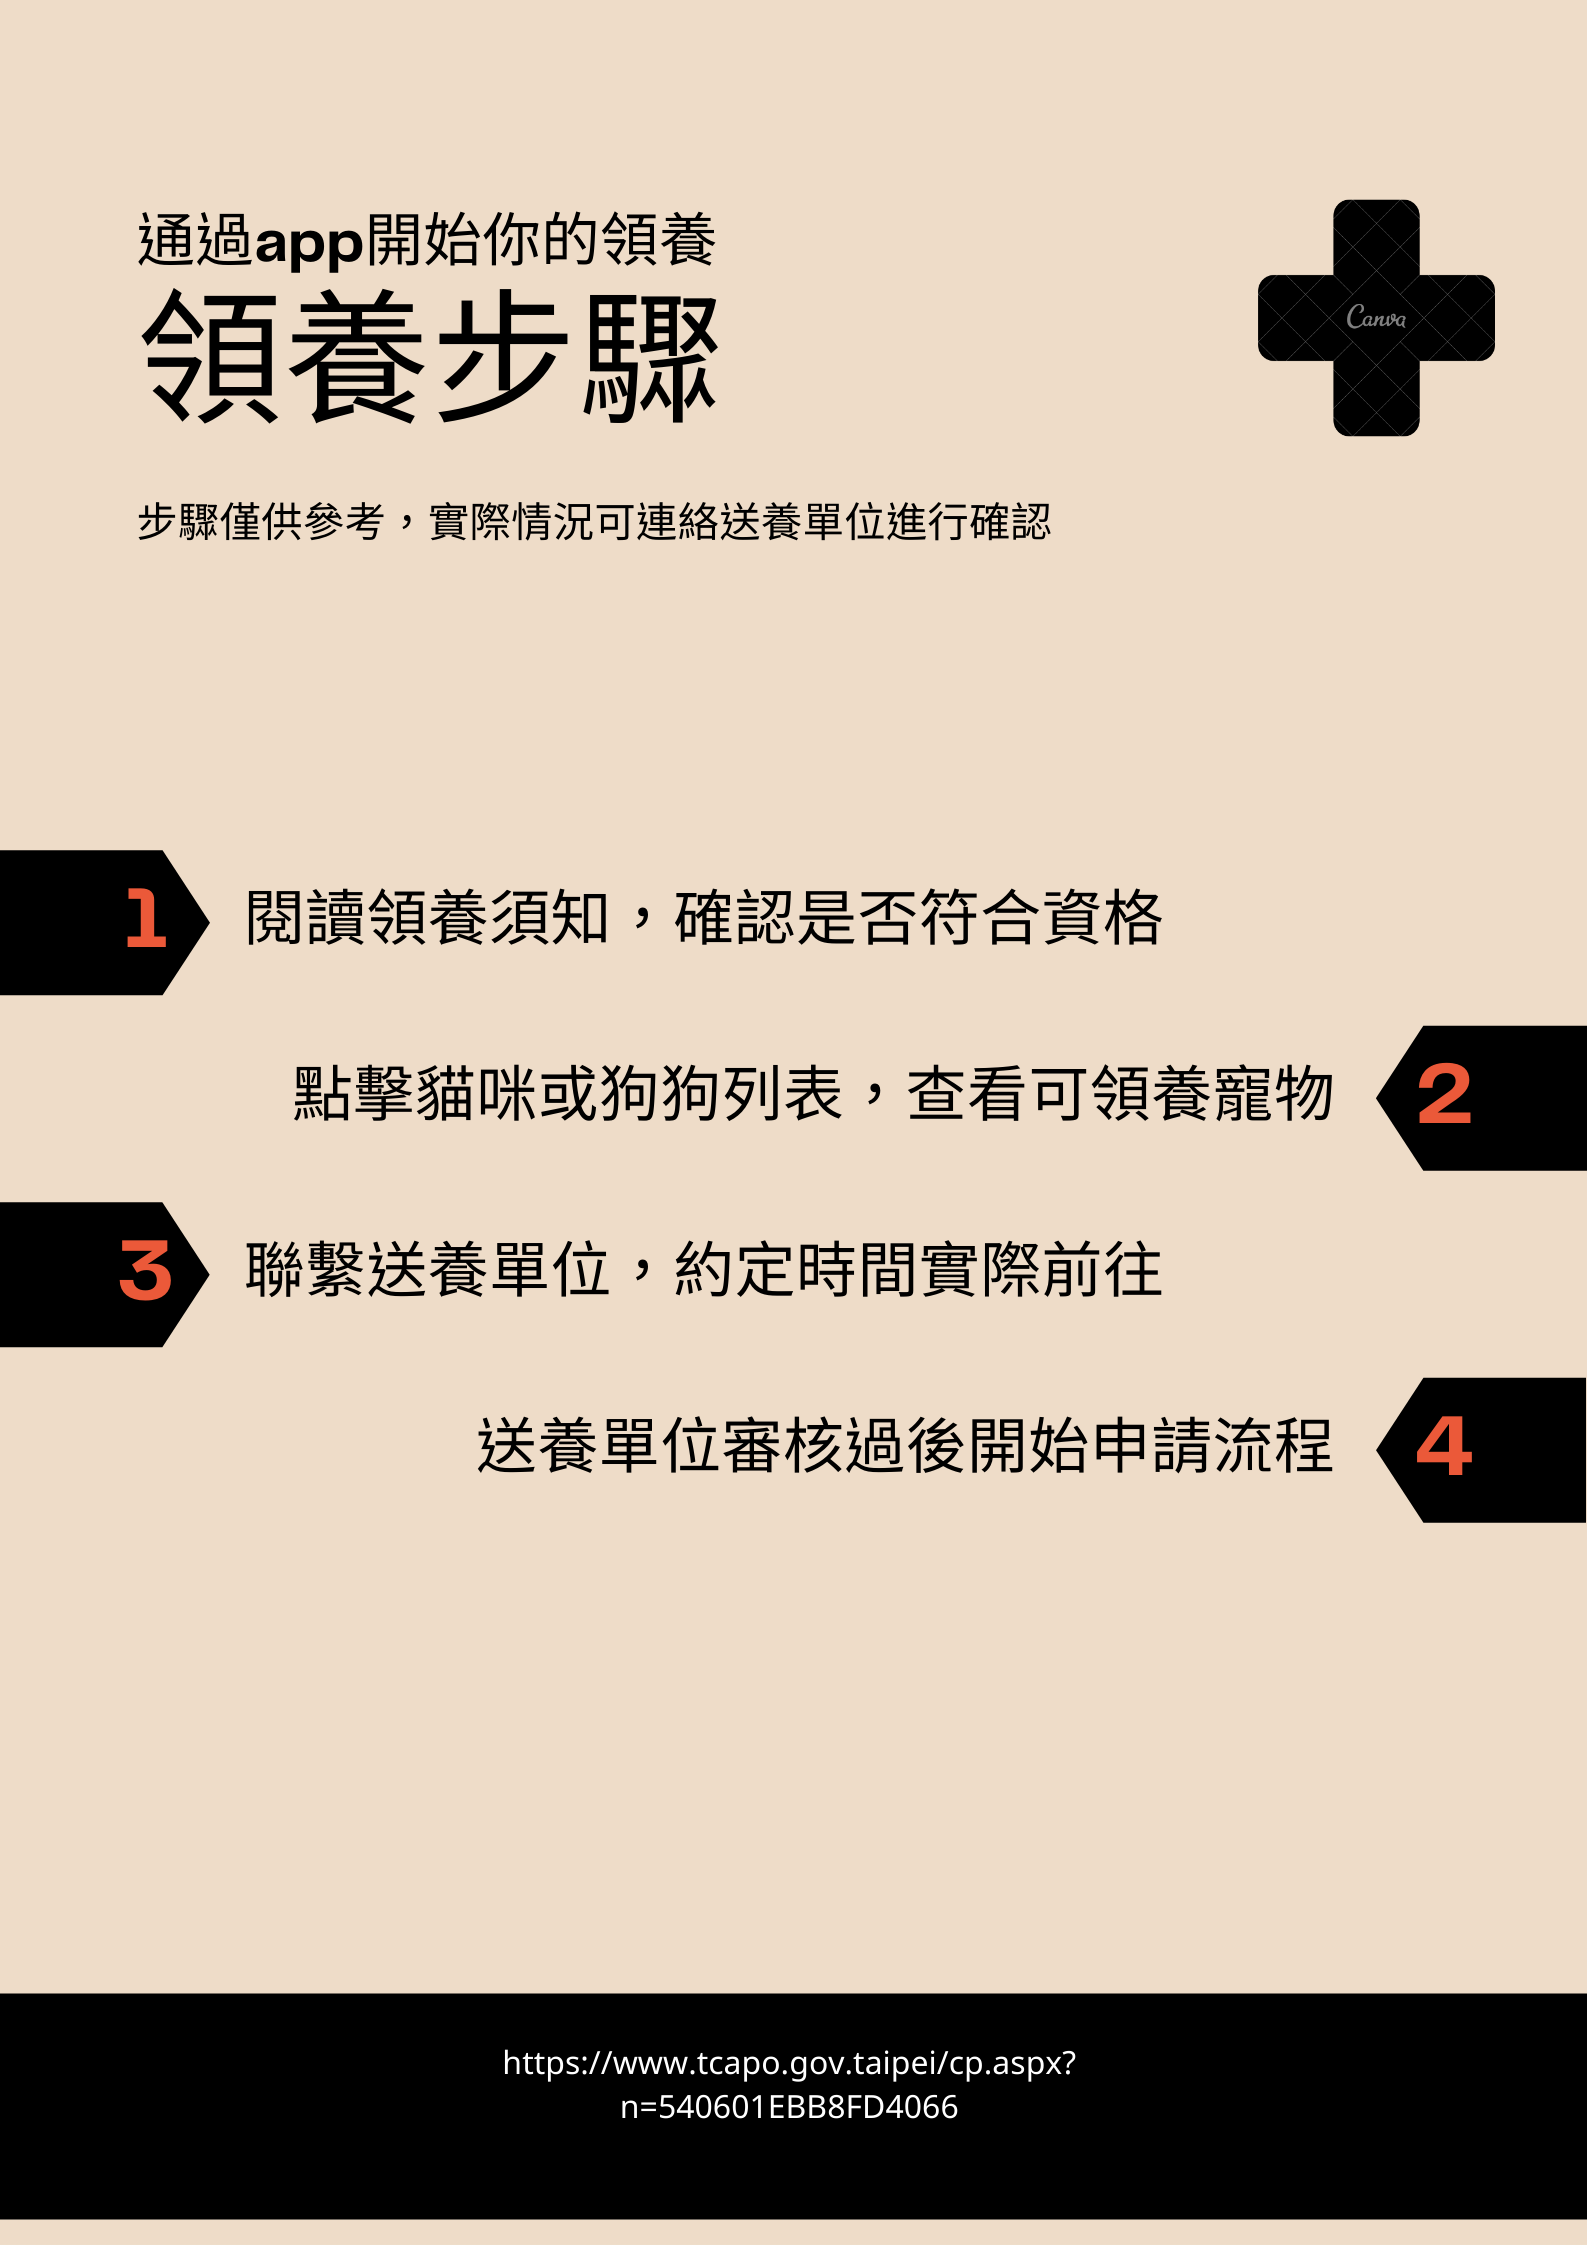 通過app開始你的領養
領養步驟
Canva
步驟僅供參考，實際情況可連絡送養單位進行確認
1 閱讀領養須知，確認是否符合資格
點擊貓咪或狗狗列表，查看可領養寵物 2
3 聯繫送養單位，約定時間實際前往
送養單位審核過後開始申請流程 4
https://www.tcapo.gov.taipei/cp.aspx?
n=540601EBB8FD4066